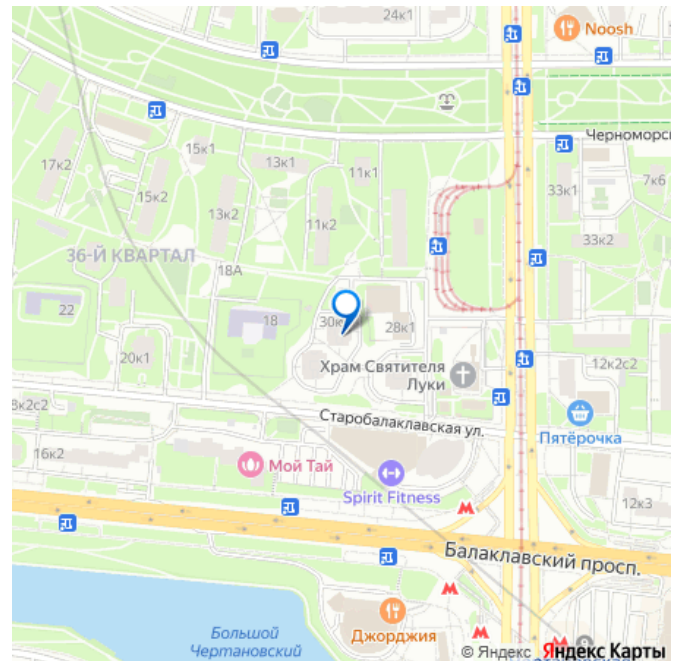 24к1
Noosh
Черноморс
17к2
15к1
13к1
11к1
15к2
13к2
11к2
33к1
7к6
33к2
36-Й КВАРТАЛ
18А
22
18
30к
28к1
20к1
Храм Святителя
Луки
12к2с2
8к2с2
Старобалаклавская ул.
Пятёрочка
16к2
Мой Тай
Spirit Fitness
12к3
Балаклавский просп.
Джорджия
Большой
Чертановский
© Яндекс Яндекс Карты